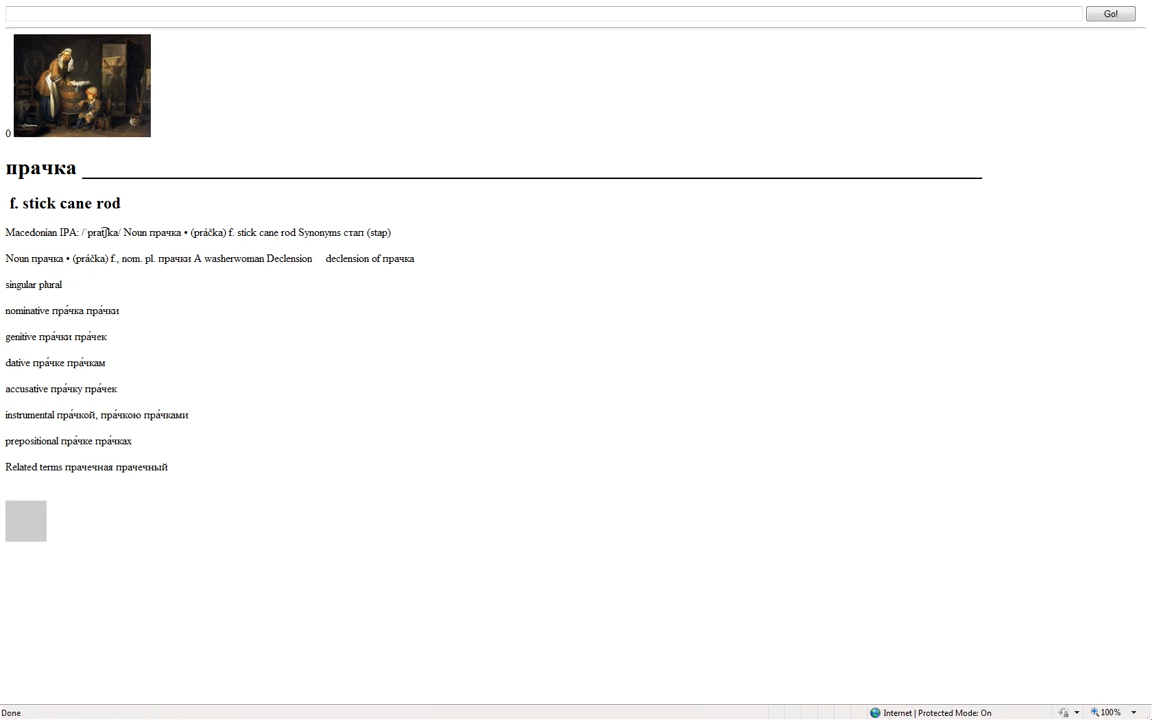 Go!
0
прачка
f. stick cane rod
Macedonian IPA: /ˈprat͡ʃka/ Noun прачка • (práčka) f. stick cane rod Synonyms стап (stap)
Noun прачка • (práčka) f., nom. pl. прачки A washerwoman Declension declension of прачка
singular plural
nominative пра́чка пра́чки
genitive пра́чки пра́чек
dative пра́чке пра́чкам
accusative пра́чку пра́чек
instrumental пра́чкой, пра́чкою пра́чками
prepositional пра́чке пра́чках
Related terms прачечная прачечный
Done
Internet | Protected Mode: On
100%